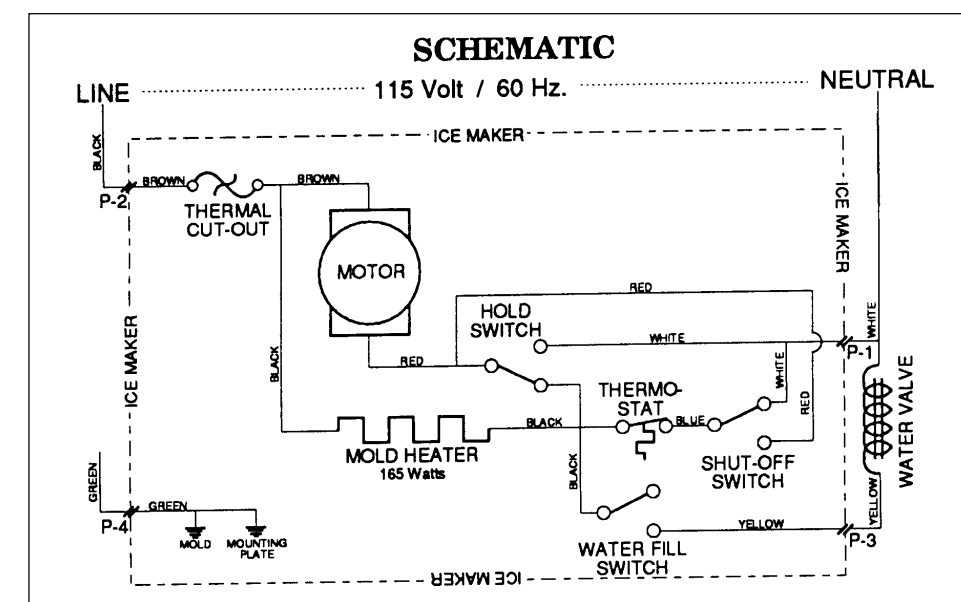 SCHEMATIC
LINE
115 Volt / 60 Hz.
NEUTRAL
ICE MAKER
BLACK
BROWN
BROWN
P-2
THERMAL
CUT-OUT
ICE MAKER
MOTOR
RED
HOLD
SWITCH
WHITE
WHITE
P-1
RED
BLACK
ICE MAKER
WHITE
RED
THERMO-
STAT
BLACK
BLUE
WATER VALVE
MOLD HEATER
165 Watts
SHUT-OFF
SWITCH
BLACK
GREEN
GREEN
P-4
MOLD
MOUNTING
PLATE
YELLOW
YELLOW
P-3
WATER FILL
SWITCH
ICE MAKER